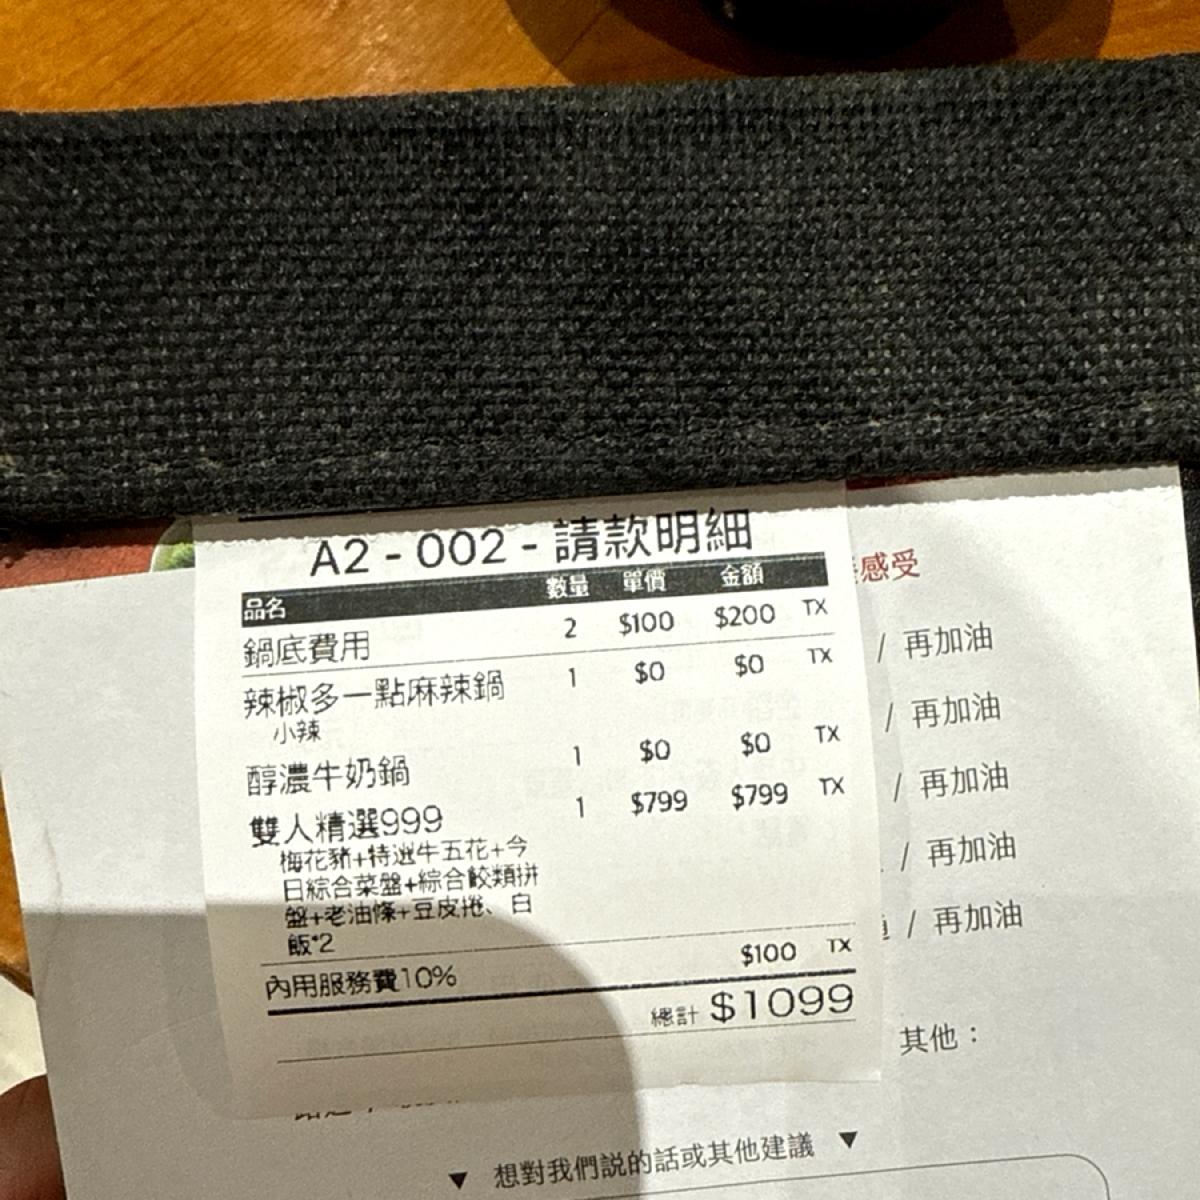 A2 - 002 - 請款明細
品名 數量 單價 金額
鍋底費用 2 $100 $200 TX
辣椒多一點麻辣鍋 1 $0 $0 TX
小辣
醇濃牛奶鍋 1 $0 $0 TX
雙人精選999 1 $799 $799 TX
梅花豬+特選牛五花+今
日綜合菜盤+綜合餃類拼
盤+老油條+豆皮捲、白
飯*2
內用服務費10% $100 TX
總計 $1099
感受
/ 再加油
/ 再加油
/ 再加油
/ 再加油
/ 再加油
其他：
▼ 想對我們說的話或其他建議 ▼